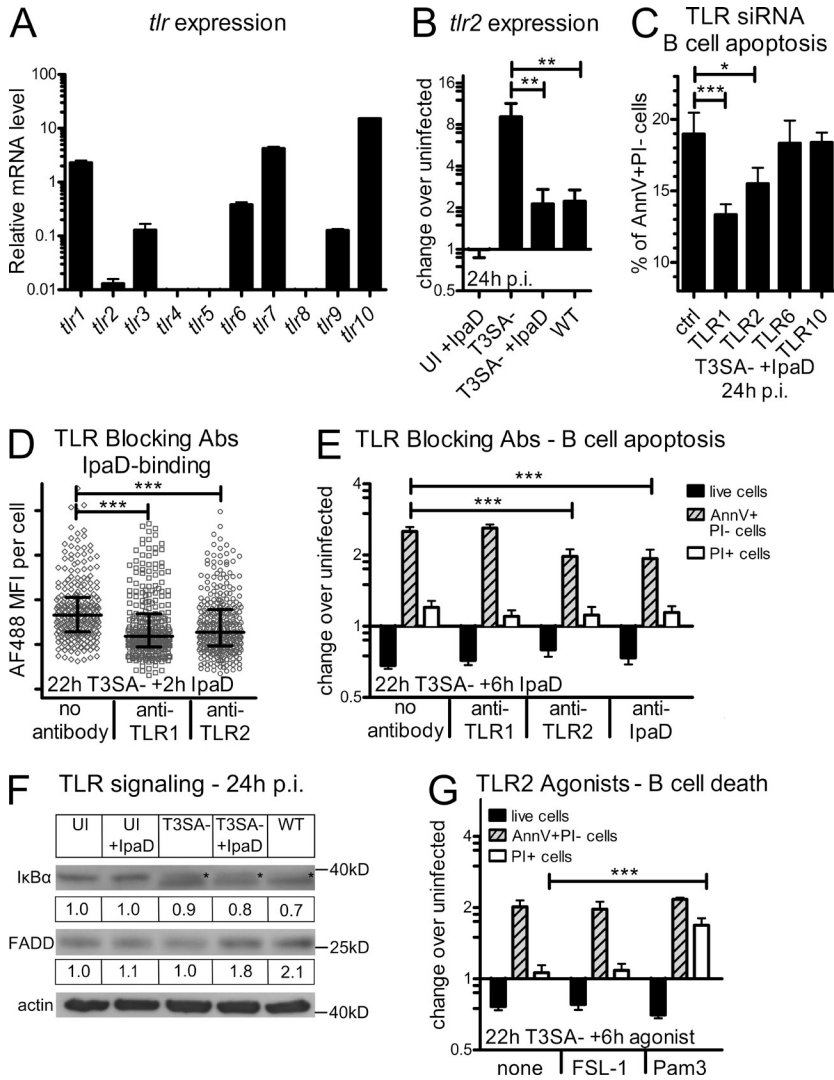 A
tlr expression
Relative mRNA level
100
10
1
0.1
0.01
tlr1
tlr2
tlr3
tlr4
tlr5
tlr6
tlr7
tlr8
tlr9
tlr10
B
tlr2 expression
change over uninfected
16
8
4
2
1
0.5
**
**
24h p.i.
UI +IpaD
T3SA-
T3SA- +IpaD
WT
C
TLR siRNA
B cell apoptosis
% of AnnV+PI- cells
20
15
10
*
***
ctrl
TLR1
TLR2
TLR6
TLR10
T3SA- +IpaD
24h p.i.
D
TLR Blocking Abs
IpaD-binding
AF488 MFI per cell
***
***
22h T3SA- +2h IpaD
no antibody
anti-TLR1
anti-TLR2
E
TLR Blocking Abs - B cell apoptosis
change over uninfected
4
2
1
0.5
***
***
live cells
AnnV+
PI- cells
PI+ cells
22h T3SA- +6h IpaD
no antibody
anti-TLR1
anti-TLR2
anti-IpaD
F
TLR signaling - 24h p.i.
UI
UI +IpaD
T3SA-
T3SA- +IpaD
WT
IκBα
* * *
40kD
1.0 1.0 0.9 0.8 0.7
FADD
25kD
1.0 1.1 1.0 1.8 2.1
actin
40kD
G
TLR2 Agonists - B cell death
change over uninfected
4
2
1
0.5
live cells
AnnV+PI- cells
PI+ cells
***
22h T3SA- +6h agonist
none
FSL-1
Pam3